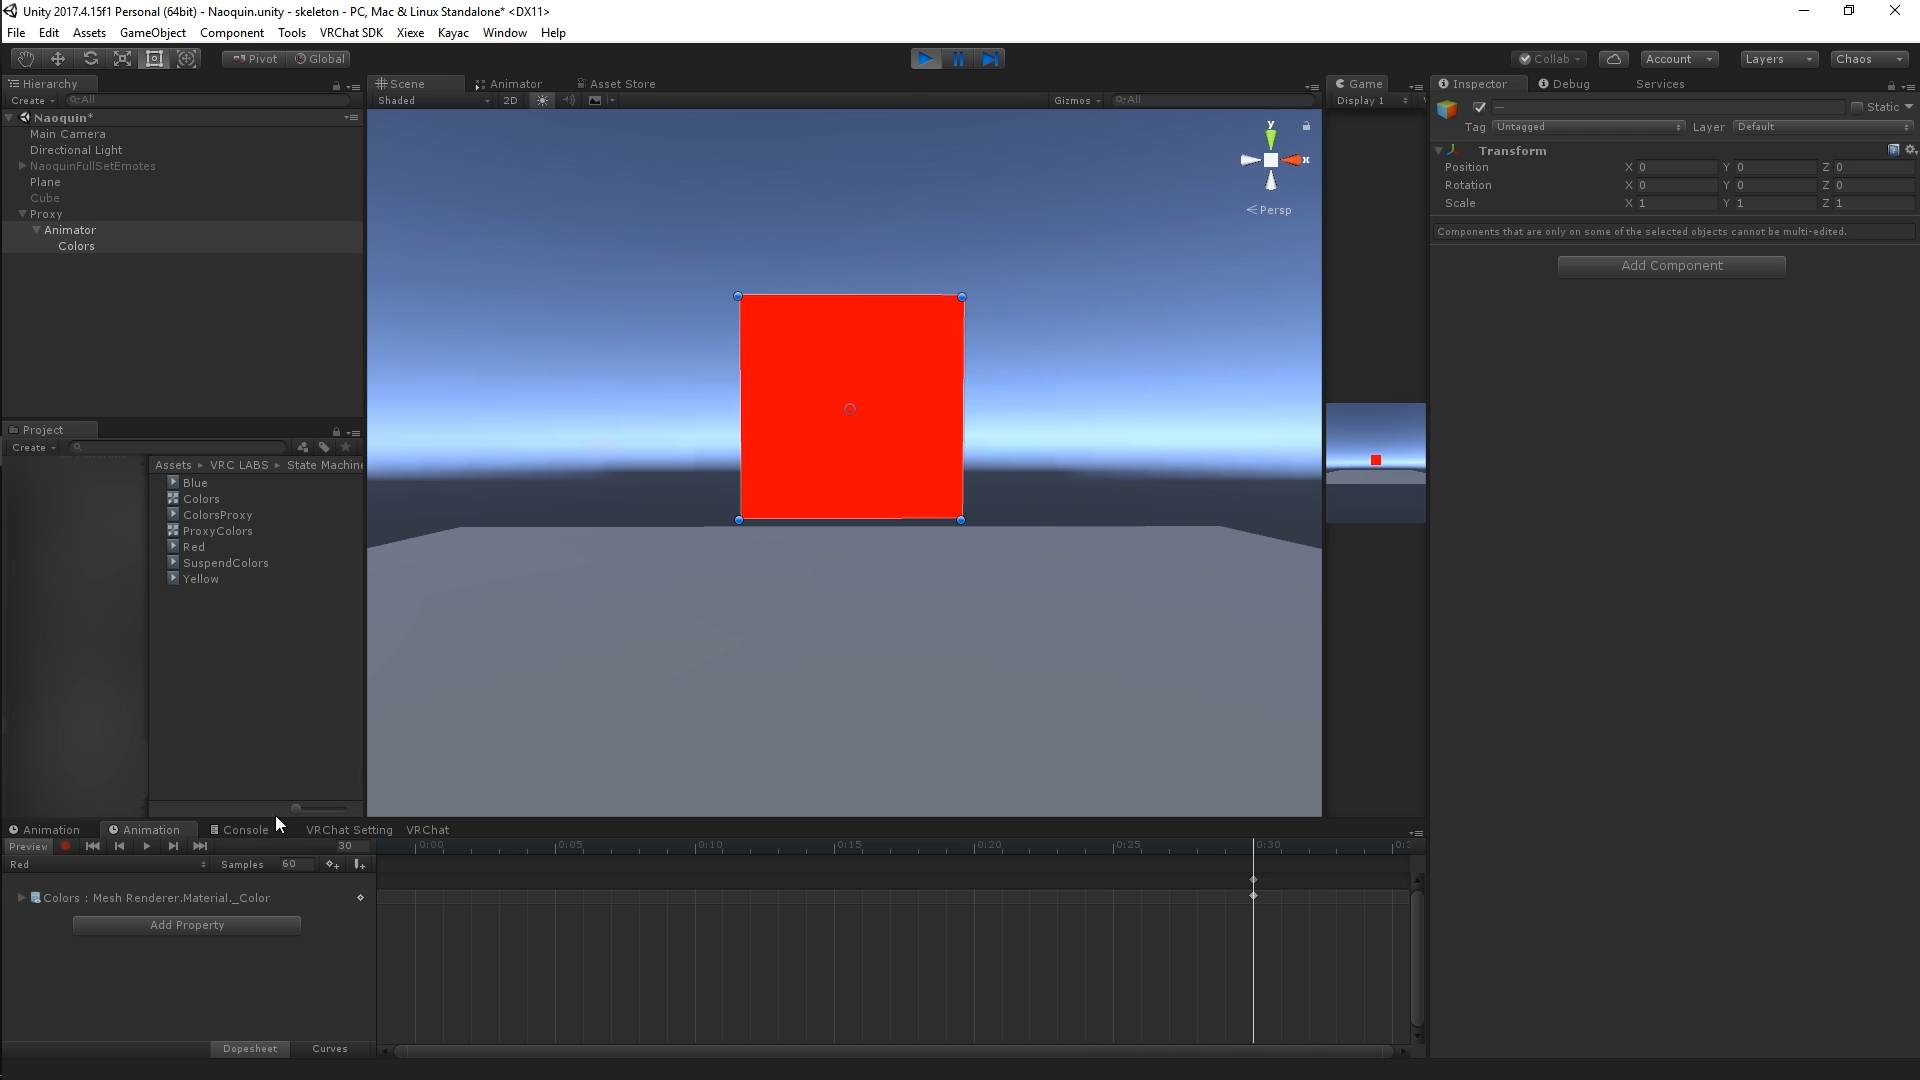 Unity 2017.4.15f1 Personal (64bit) - Naoquin.unity - skeleton - PC, Mac & Linux Standalone* <DX11>
File Edit Assets GameObject Component Tools VRChat SDK Xiexe Kayac Window Help
Pivot Global Collab Account Layers Chaos
Hierarchy
Create All
Naoquin*
Main Camera
Directional Light
NaoquinFullSetEmotes
Plane
Cube
Proxy
Animator
Colors
Project
Create
Assets VRC LABS State Machin
Blue
Colors
ColorsProxy
ProxyColors
Red
SuspendColors
Yellow
Scene Animator Asset Store
Shaded 2D Gizmos All
y
x
Persp
Game
Display 1
Inspector Debug Services
Static
Tag Untagged Layer Default
Transform
Position X 0 Y 0 Z 0
Rotation X 0 Y 0 Z 0
Scale X 1 Y 1 Z 1
Components that are only on some of the selected objects cannot be multi-edited.
Add Component
Animation Animation Console VRChat Setting VRChat
Preview 30 0:00 0:05 0:10 0:15 0:20 0:25 0:30 0:3
Red Samples 60
Colors : Mesh Renderer.Material._Color
Add Property
Dopesheet Curves